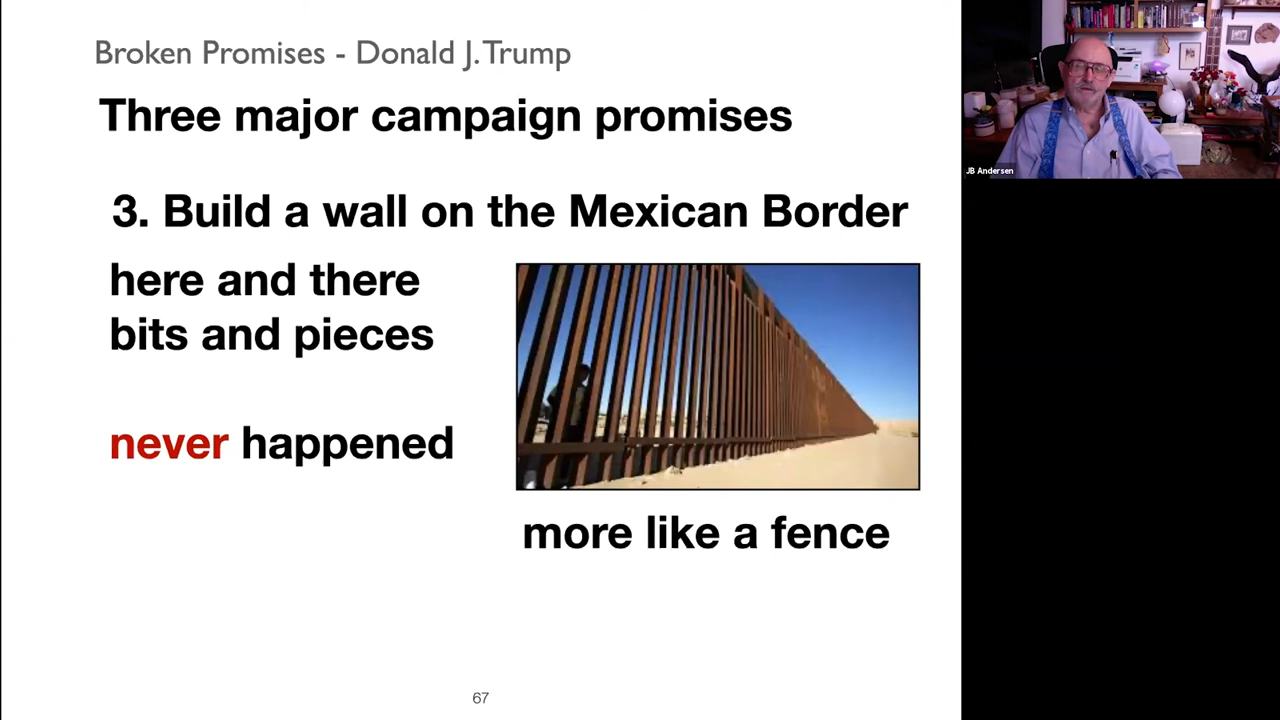 Broken Promises - Donald J. Trump
Three major campaign promises
3. Build a wall on the Mexican Border
here and there
bits and pieces
never happened
more like a fence
67
JB Andersen